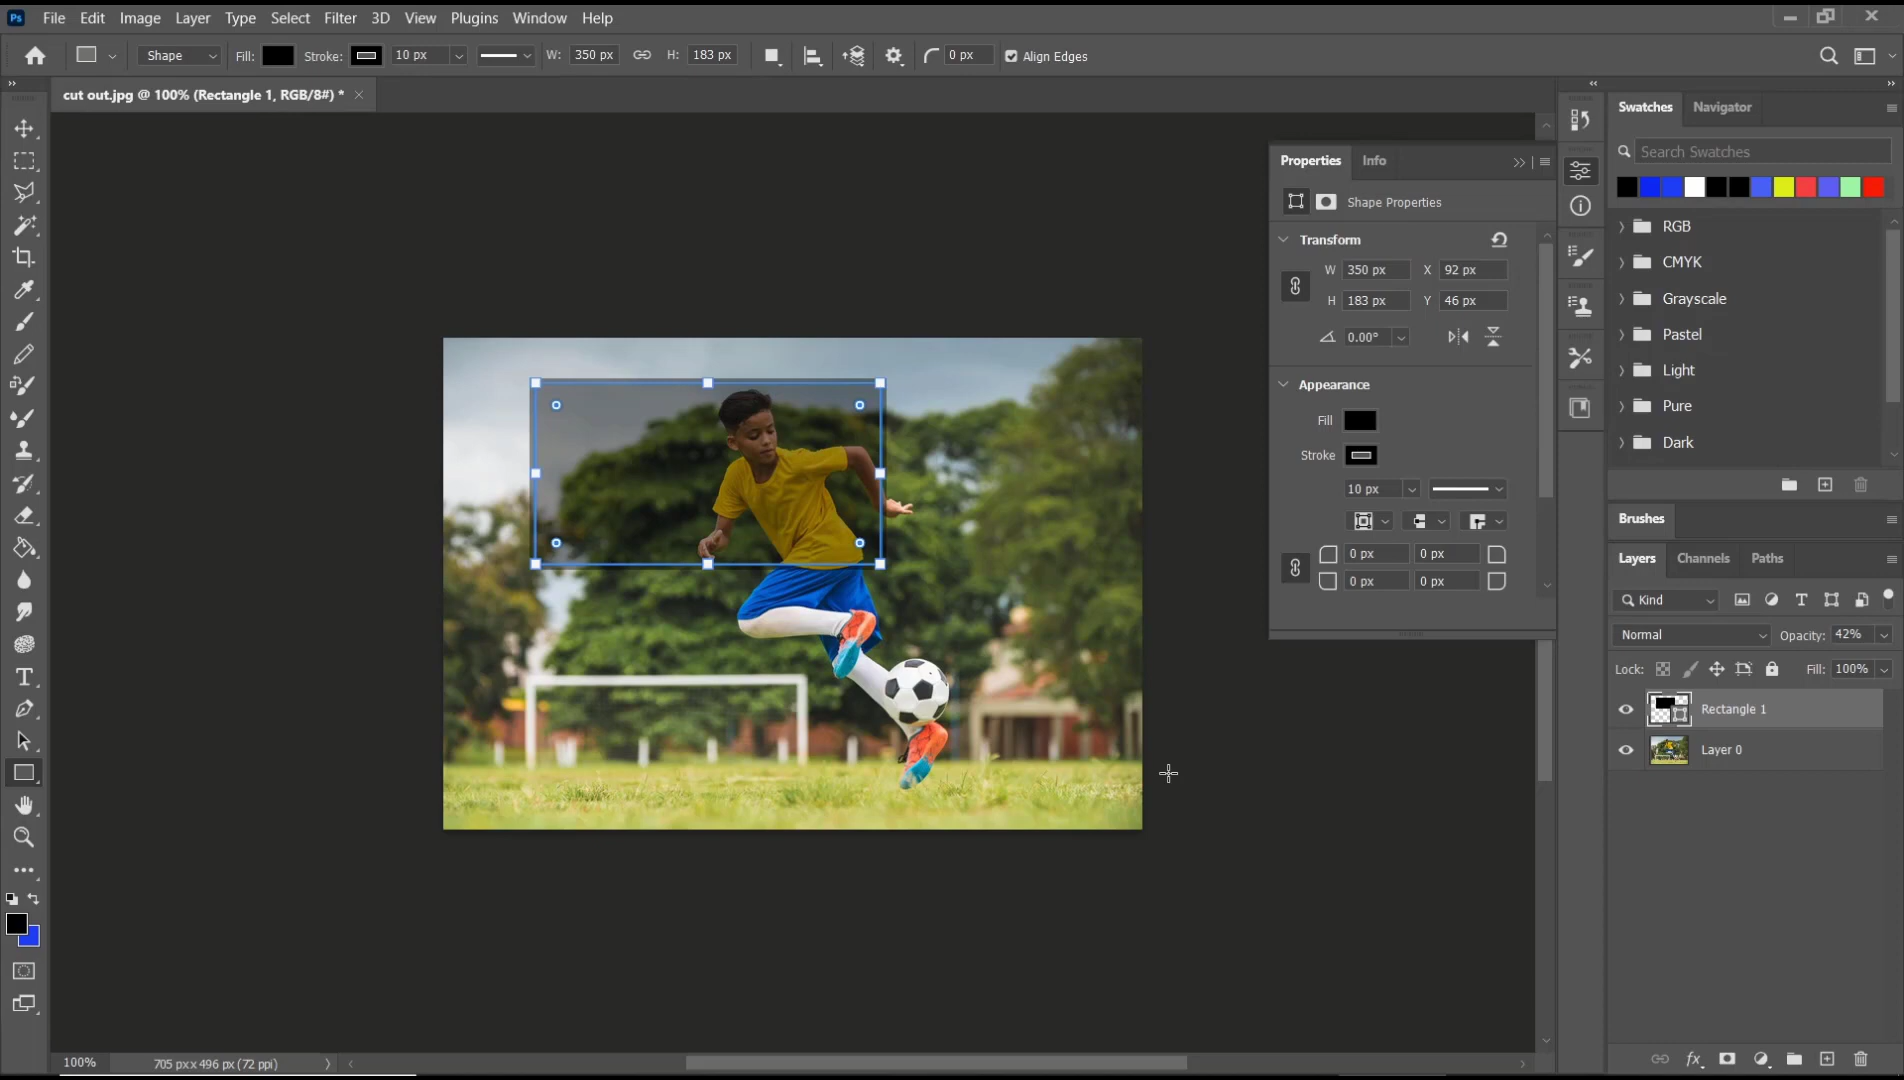 Ps File Edit Image Layer Type Select Filter 3D View Plugins Window Help
Shape Fill: Stroke: 10 px W: 350 px H: 183 px 0 px Align Edges
cut out.jpg @ 100% (Rectangle 1, RGB/8#) *
Swatches Navigator
Search Swatches
RGB
CMYK
Grayscale
Pastel
Light
Pure
Dark
Properties Info
Shape Properties
Transform
W 350 px X 92 px
H 183 px Y 46 px
0.00°
Appearance
Fill
Stroke
10 px
0 px 0 px
0 px 0 px
Brushes
Layers Channels Paths
Kind
Normal Opacity: 42%
Lock: Fill: 100%
Rectangle 1
Layer 0
fx
100% 705 pxx 496 px (72 ppi)